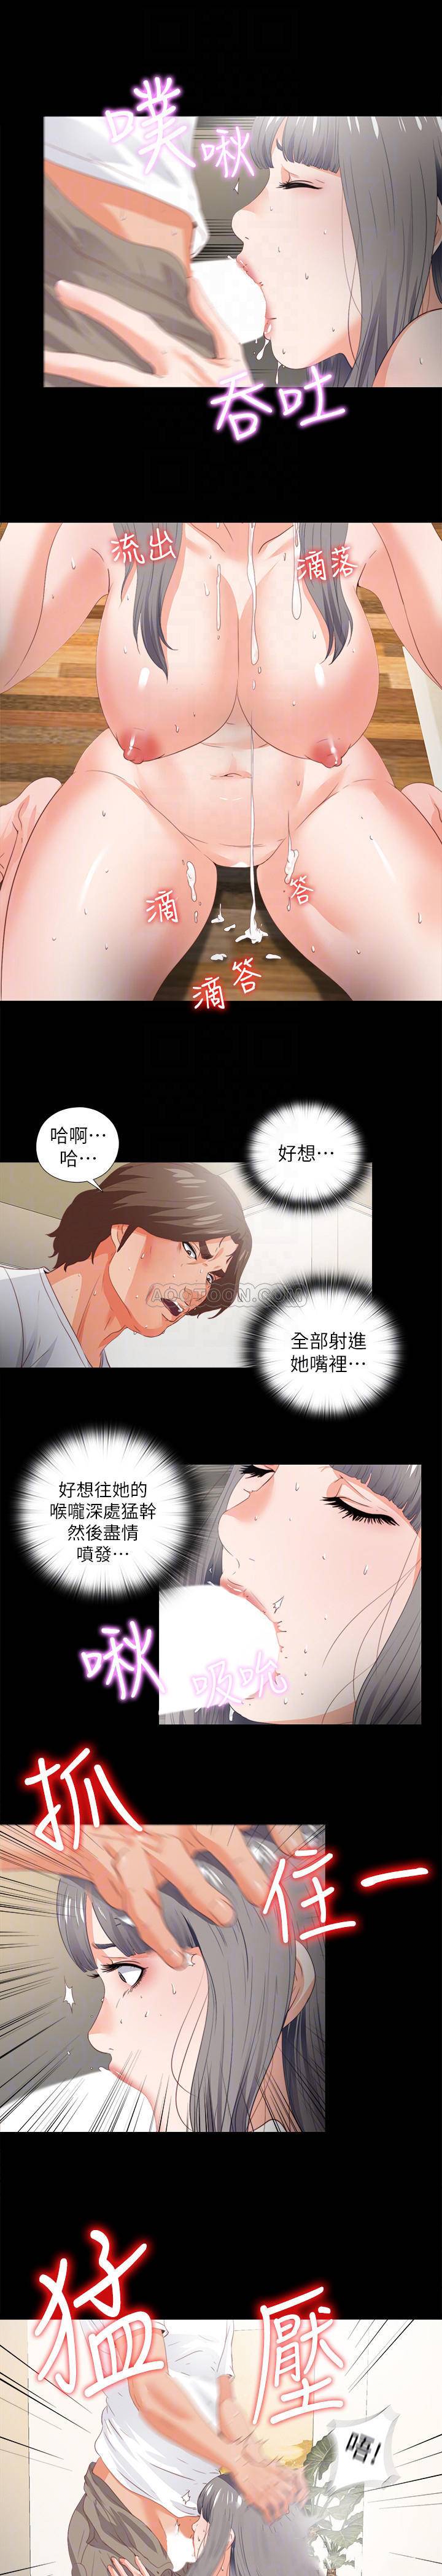 噗
啾
吞吐
流出
滴落
滴
答
滴答
哈啊…
哈…
好想…
全部射進
她嘴裡…
好想往她的
喉嚨深處猛幹
然後盡情
噴發…
啾
吸吮
抓
住一
猛
壓
唔!